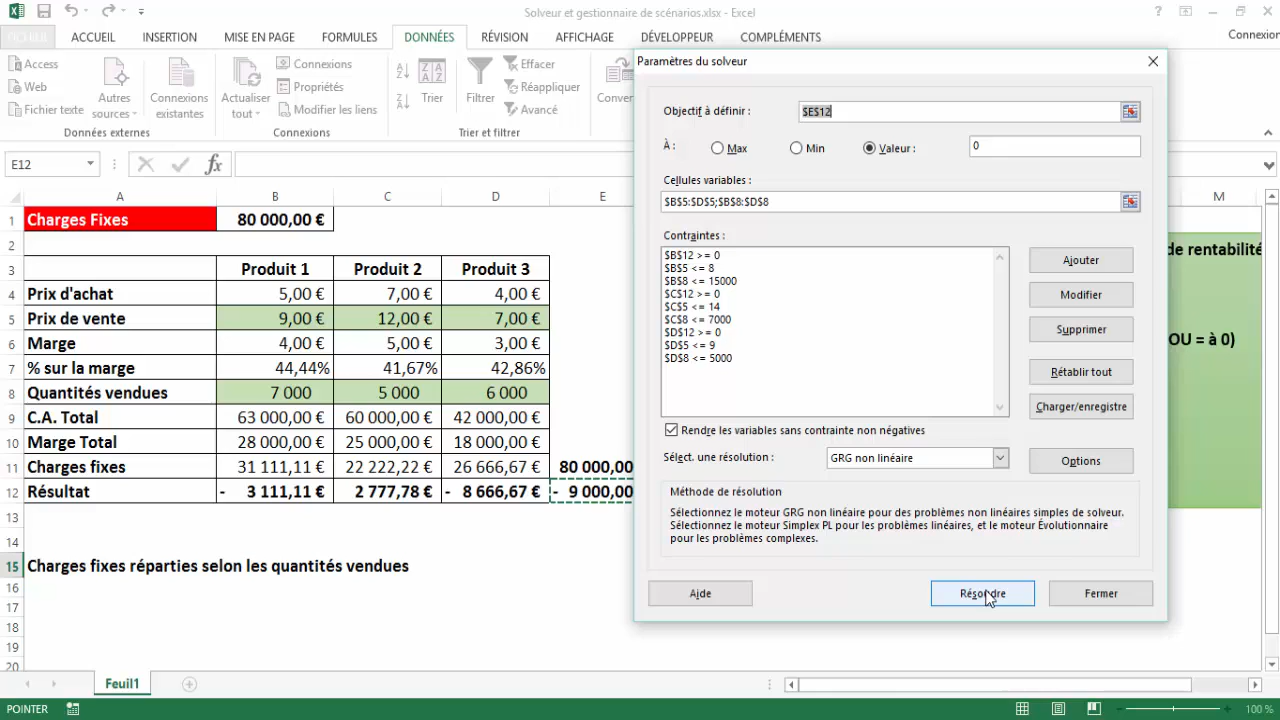 Solveur et gestionnaire de scénarios.xlsx - Excel
FICHIER ACCUEIL INSERTION MISE EN PAGE FORMULES DONNÉES RÉVISION AFFICHAGE DÉVELOPPEUR COMPLÉMENTS Connexion
Access
Web
Fichier texte
Autres sources
Connexions existantes
Données externes
Actualiser tout
Connexions
Propriétés
Modifier les liens
Connexions
Trier
Filtrer
Effacer
Réappliquer
Avancé
Trier et filtrer
Conver
E12
fx
A B C D E M
1 Charges Fixes 80 000,00 €
2 de rentabilité
3 Produit 1 Produit 2 Produit 3
4 Prix d'achat 5,00 € 7,00 € 4,00 €
5 Prix de vente 9,00 € 12,00 € 7,00 €
6 Marge 4,00 € 5,00 € 3,00 € OU = à 0)
7 % sur la marge 44,44% 41,67% 42,86%
8 Quantités vendues 7 000 5 000 6 000
9 C.A. Total 63 000,00 € 60 000,00 € 42 000,00 €
10 Marge Total 28 000,00 € 25 000,00 € 18 000,00 €
11 Charges fixes 31 111,11 € 22 222,22 € 26 666,67 € 80 000,00
12 Résultat - 3 111,11 € 2 777,78 € - 8 666,67 € - 9 000,00
13
14
15 Charges fixes réparties selon les quantités vendues
16
17
18
19
20
Paramètres du solveur
Objectif à définir : $E$12
À : Max Min Valeur : 0
Cellules variables :
$B$5:$D$5;$B$8:$D$8
Contraintes :
$B$12 >= 0
$B$5 <= 8
$B$8 <= 15000
$C$12 >= 0
$C$5 <= 14
$C$8 <= 7000
$D$12 >= 0
$D$5 <= 9
$D$8 <= 5000
Ajouter
Modifier
Supprimer
Rétablir tout
Charger/enregistre
Rendre les variables sans contrainte non négatives
Sélect. une résolution : GRG non linéaire
Options
Méthode de résolution
Sélectionnez le moteur GRG non linéaire pour des problèmes non linéaires simples de solveur.
Sélectionnez le moteur Simplex PL pour les problèmes linéaires, et le moteur Évolutionnaire
pour les problèmes complexes.
Aide Résoudre Fermer
Feuil1
POINTER 100 %